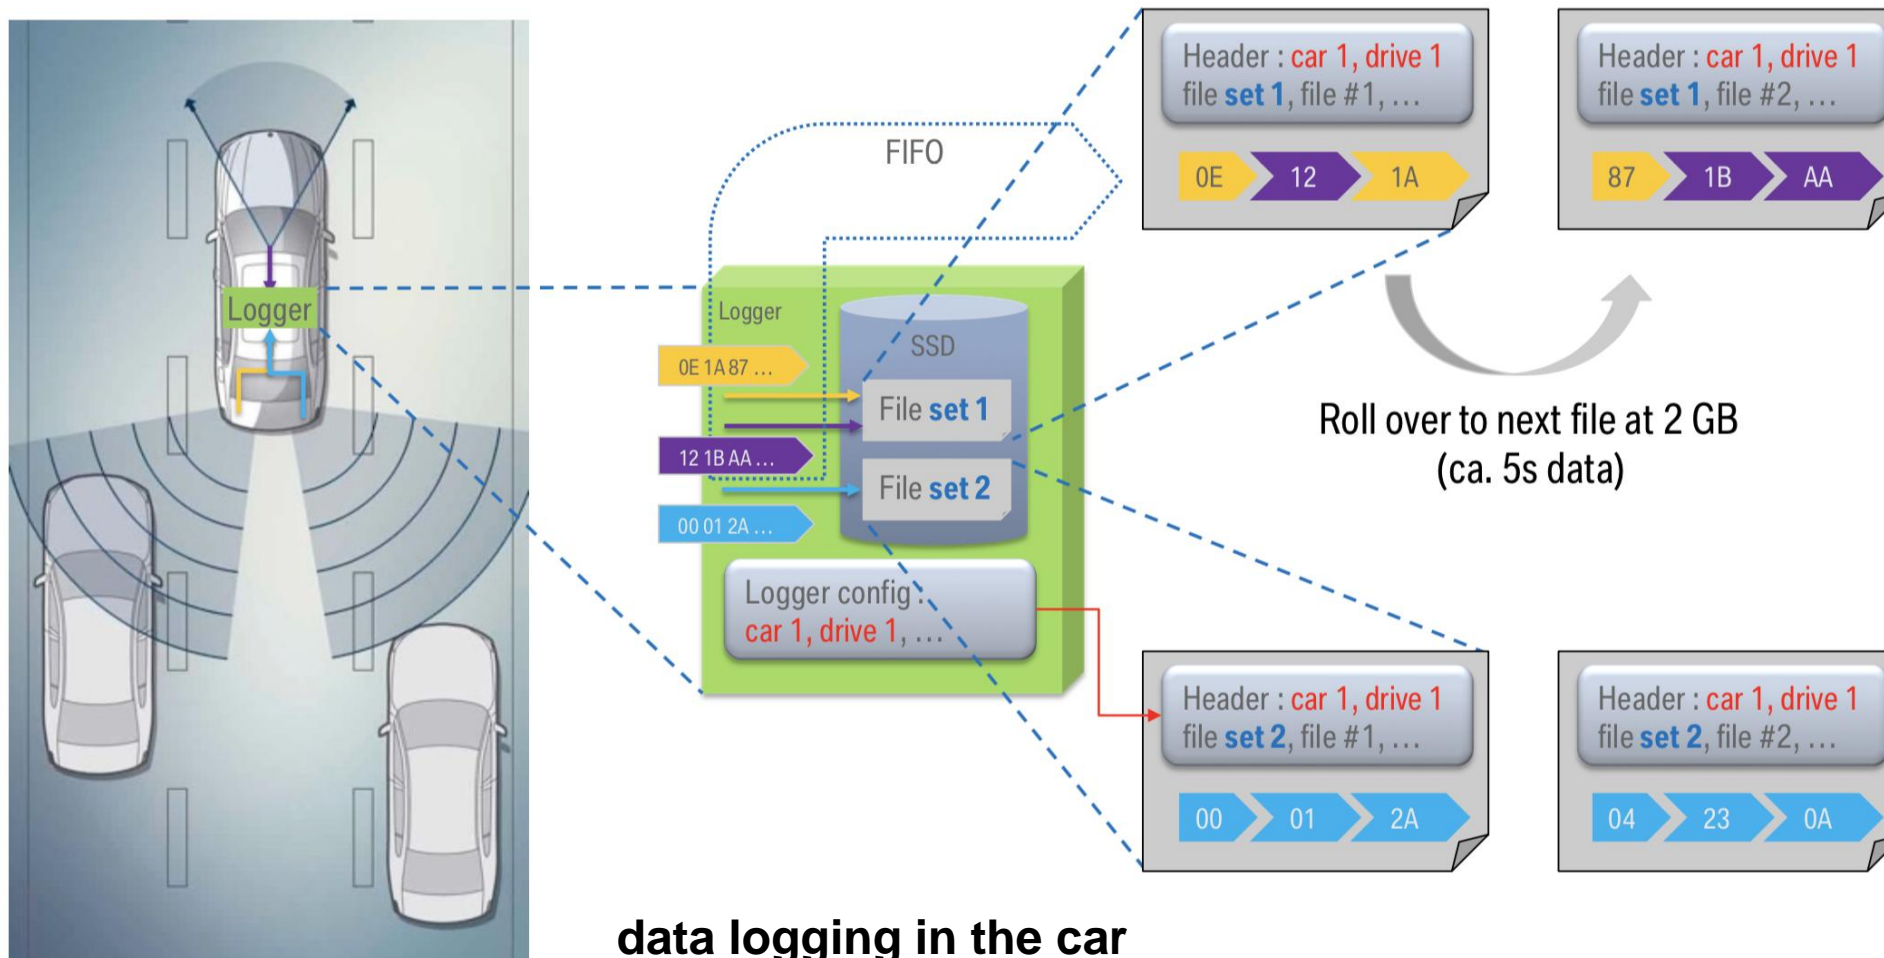 Logger
FIFO
Logger
SSD
0E 1A 87 ...
File set 1
12 1B AA ...
File set 2
00 01 2A ...
Logger config :
car 1, drive 1, ...
Header : car 1, drive 1
file set 1, file #1, ...
0E 12 1A
Header : car 1, drive 1
file set 1, file #2, ...
87 1B AA
Roll over to next file at 2 GB
(ca. 5s data)
Header : car 1, drive 1
file set 2, file #1, ...
00 01 2A
Header : car 1, drive 1
file set 2, file #2, ...
04 23 0A
data logging in the car